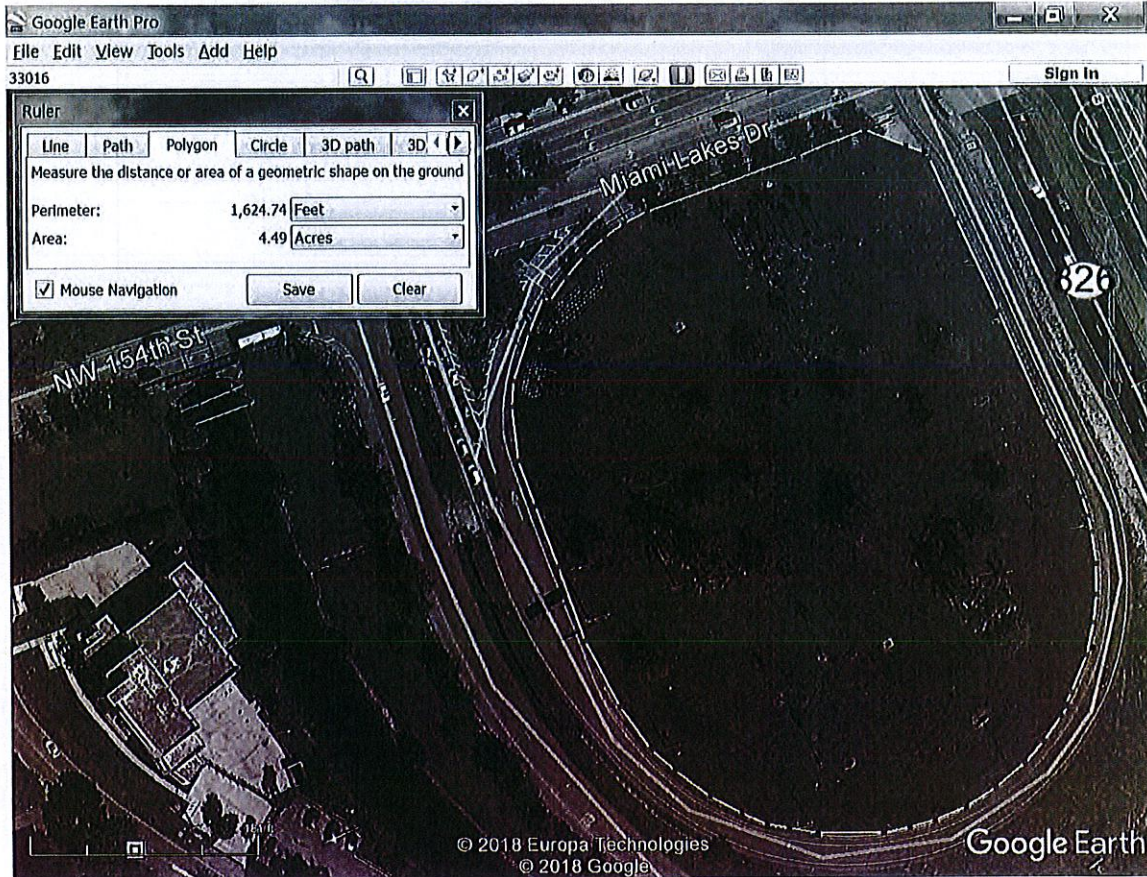 Google Earth Pro
File Edit View Tools Add Help
33016
Sign In
Ruler
Line Path Polygon Circle 3D path 3D
Measure the distance or area of a geometric shape on the ground
Perimeter: 1,624.74 Feet
Area: 4.49 Acres
Mouse Navigation Save Clear
Miami Lakes Dr
826
NW 154th St
© 2018 Europa Technologies
© 2018 Google
Google Earth